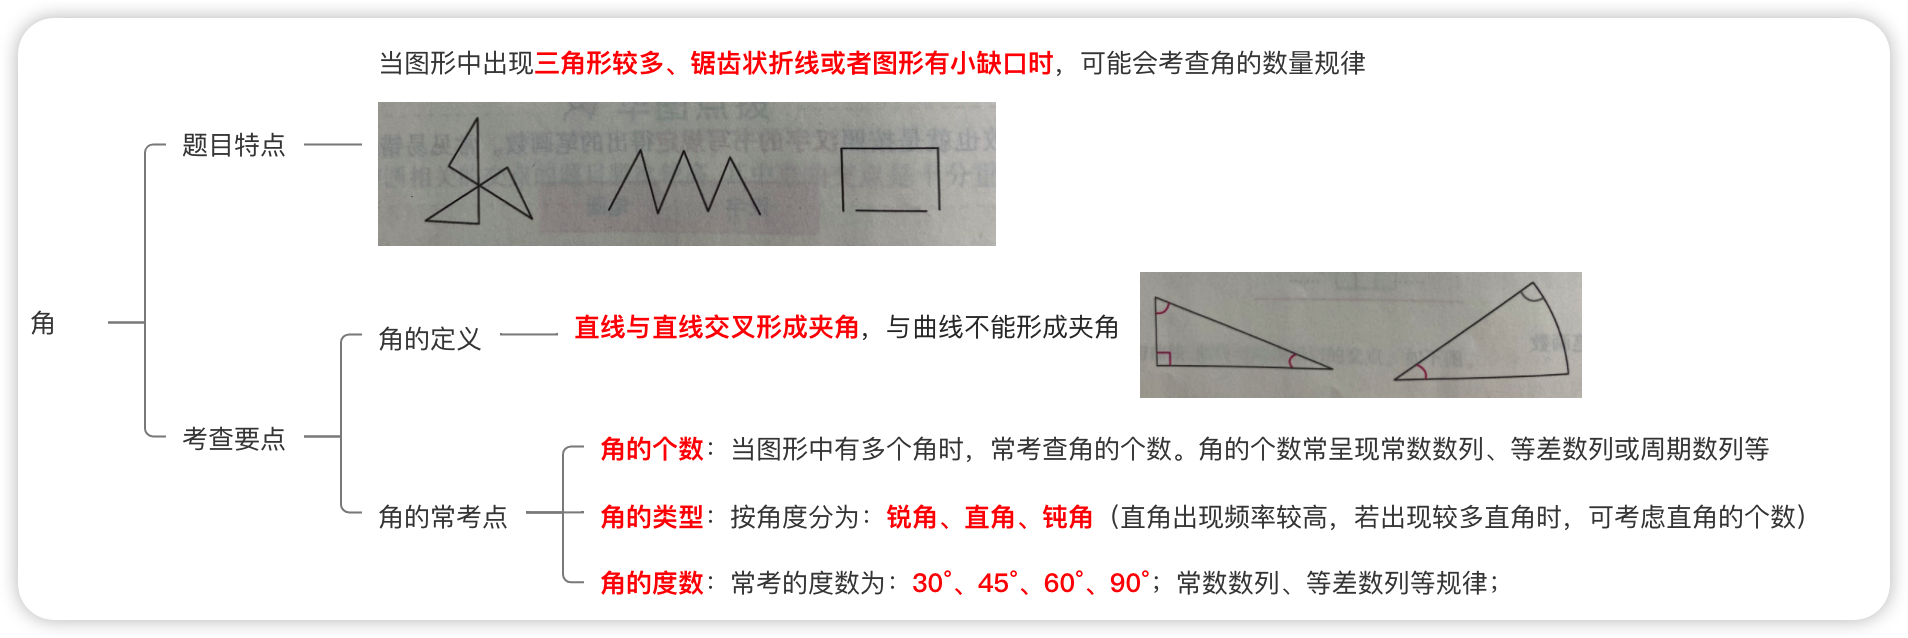 当图形中出现三角形较多、锯齿状折线或者图形有小缺口时，可能会考查角的数量规律
题目特点
角
角的定义
直线与直线交叉形成夹角，与曲线不能形成夹角
考查要点
角的个数：当图形中有多个角时，常考查角的个数。角的个数常呈现常数数列、等差数列或周期数列等
角的常考点
角的类型：按角度分为：锐角、直角、钝角（直角出现频率较高，若出现较多直角时，可考虑直角的个数）
角的度数：常考的度数为：30°、45°、60°、90°；常数数列、等差数列等规律；